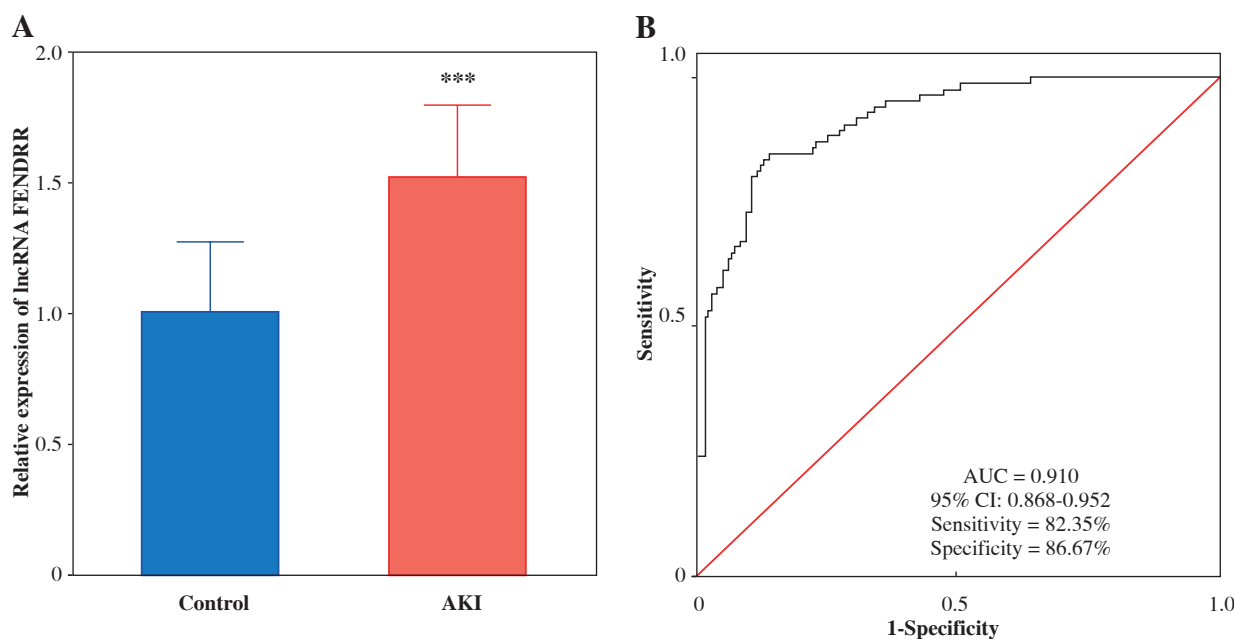 A
Relative expression of lncRNA FENDRR
2.0
1.5
1.0
0.5
0
***
Control
AKI
B
Sensitivity
1.0
0.5
0
AUC = 0.910
95% CI: 0.868-0.952
Sensitivity = 82.35%
Specificity = 86.67%
0
0.5
1.0
1-Specificity